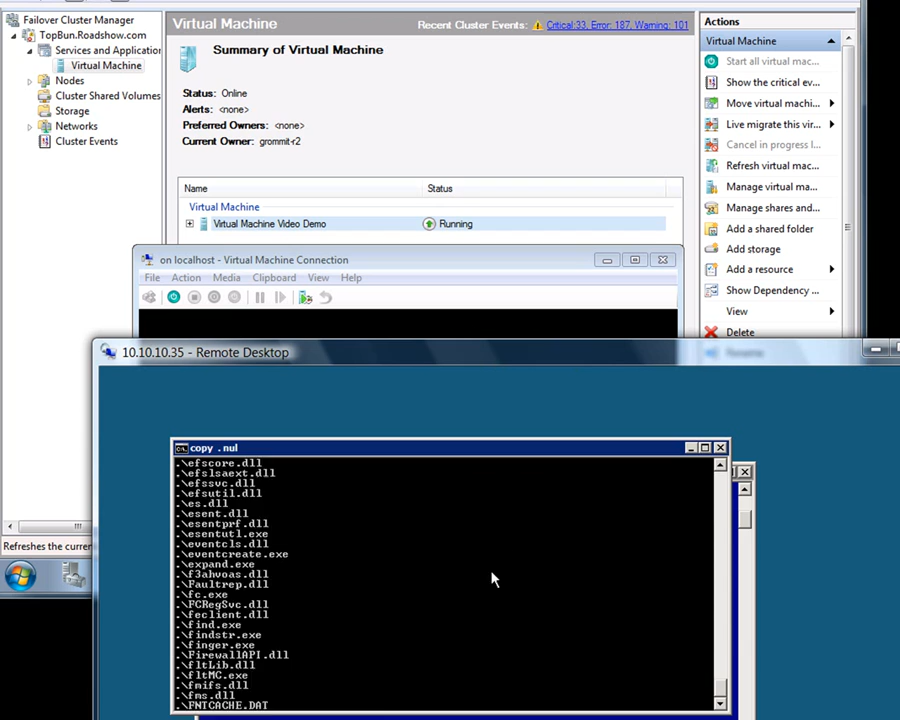 Failover Cluster Manager
TopBun.Roadshow.com
Services and Application
Virtual Machine
Nodes
Cluster Shared Volumes
Storage
Networks
Cluster Events
Refreshes the curren
Virtual Machine
Recent Cluster Events: Critical:33, Error: 187, Warning: 101
Summary of Virtual Machine
Status: Online
Alerts: <none>
Preferred Owners: <none>
Current Owner: grommit-r2
Name Status
Virtual Machine
Virtual Machine Video Demo Running
Actions
Virtual Machine
Start all virtual mac...
Show the critical ev...
Move virtual machi...
Live migrate this vir...
Cancel in progress l...
Refresh virtual mac...
Manage virtual ma...
Manage shares and...
Add a shared folder
Add storage
Add a resource
Show Dependency ...
View
Delete
Rename
on localhost - Virtual Machine Connection
File Action Media Clipboard View Help
10.10.10.35 - Remote Desktop
copy . nul
.\efscore.dll
.\efslsaext.dll
.\efssvc.dll
.\efsutil.dll
.\es.dll
.\esent.dll
.\esentprf.dll
.\esentutl.exe
.\eventcls.dll
.\eventcreate.exe
.\expand.exe
.\f3ahvoas.dll
.\Faultrep.dll
.\fc.exe
.\FCRegSvc.dll
.\feclient.dll
.\find.exe
.\findstr.exe
.\finger.exe
.\FirewallAPI.dll
.\fltLib.dll
.\fltMC.exe
.\fmifs.dll
.\fms.dll
.\FNTCACHE.DAT